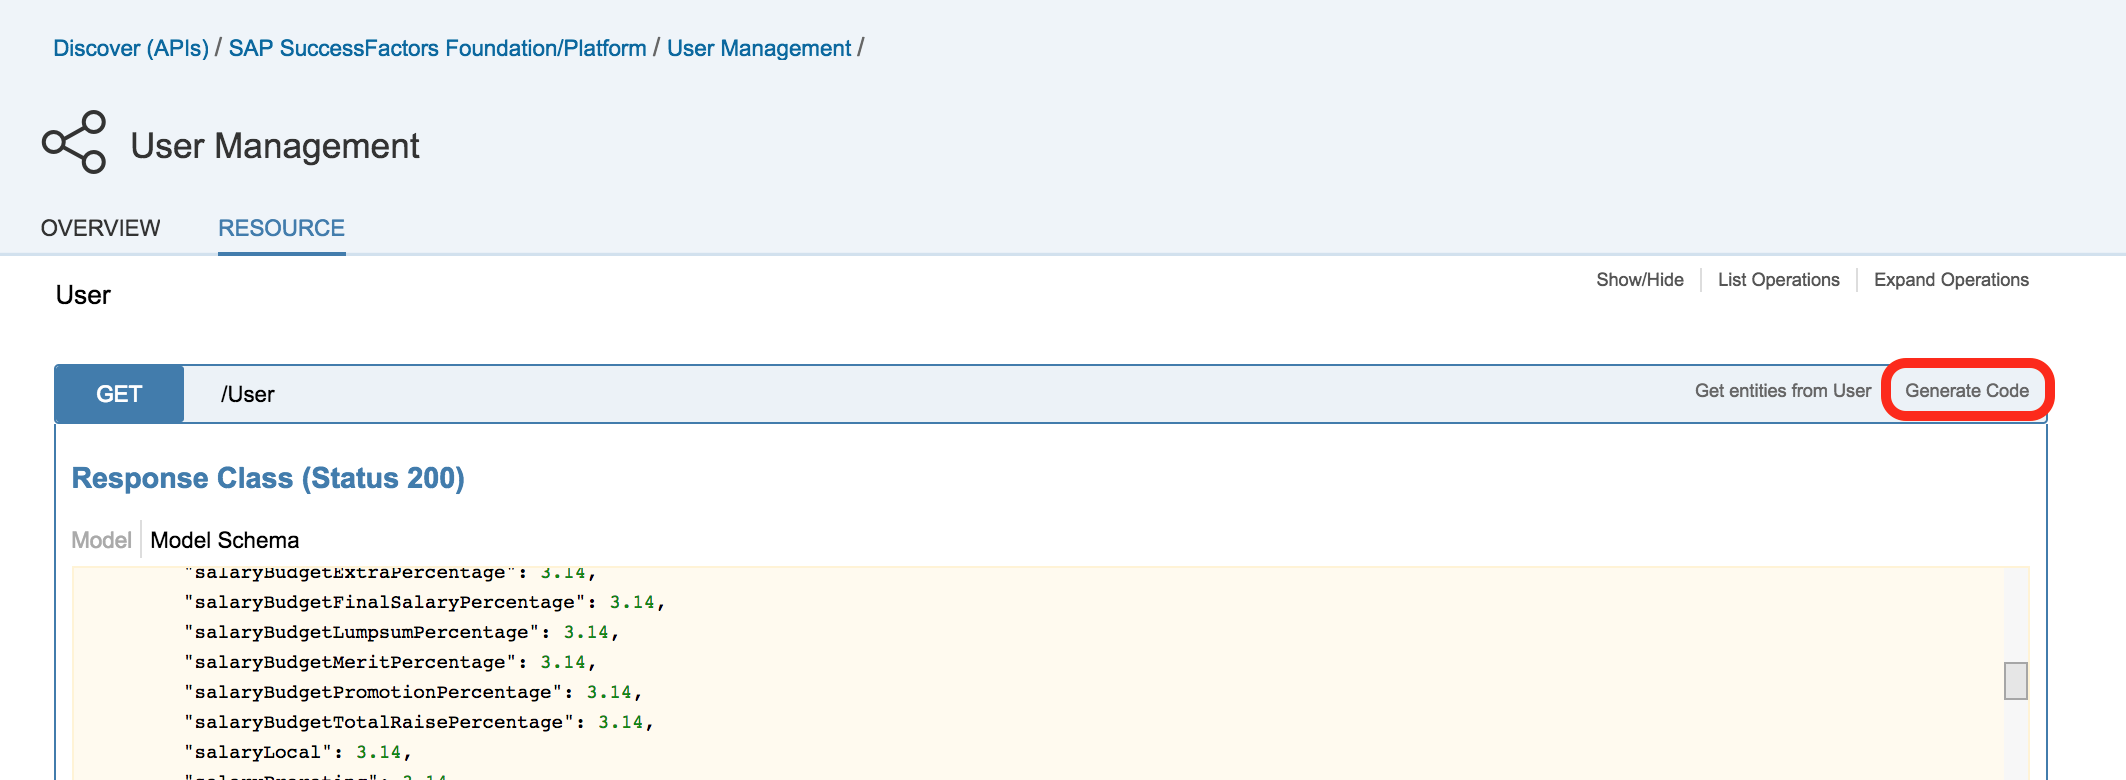 Discover (APIs) / SAP SuccessFactors Foundation/Platform / User Management /
User Management
OVERVIEW RESOURCE
Show/Hide List Operations Expand Operations
User
GET /User Get entities from User Generate Code
Response Class (Status 200)
Model Model Schema
"salaryBudgetExtraPercentage": 3.14,
"salaryBudgetFinalSalaryPercentage": 3.14,
"salaryBudgetLumpsumPercentage": 3.14,
"salaryBudgetMeritPercentage": 3.14,
"salaryBudgetPromotionPercentage": 3.14,
"salaryBudgetTotalRaisePercentage": 3.14,
"salaryLocal": 3.14,